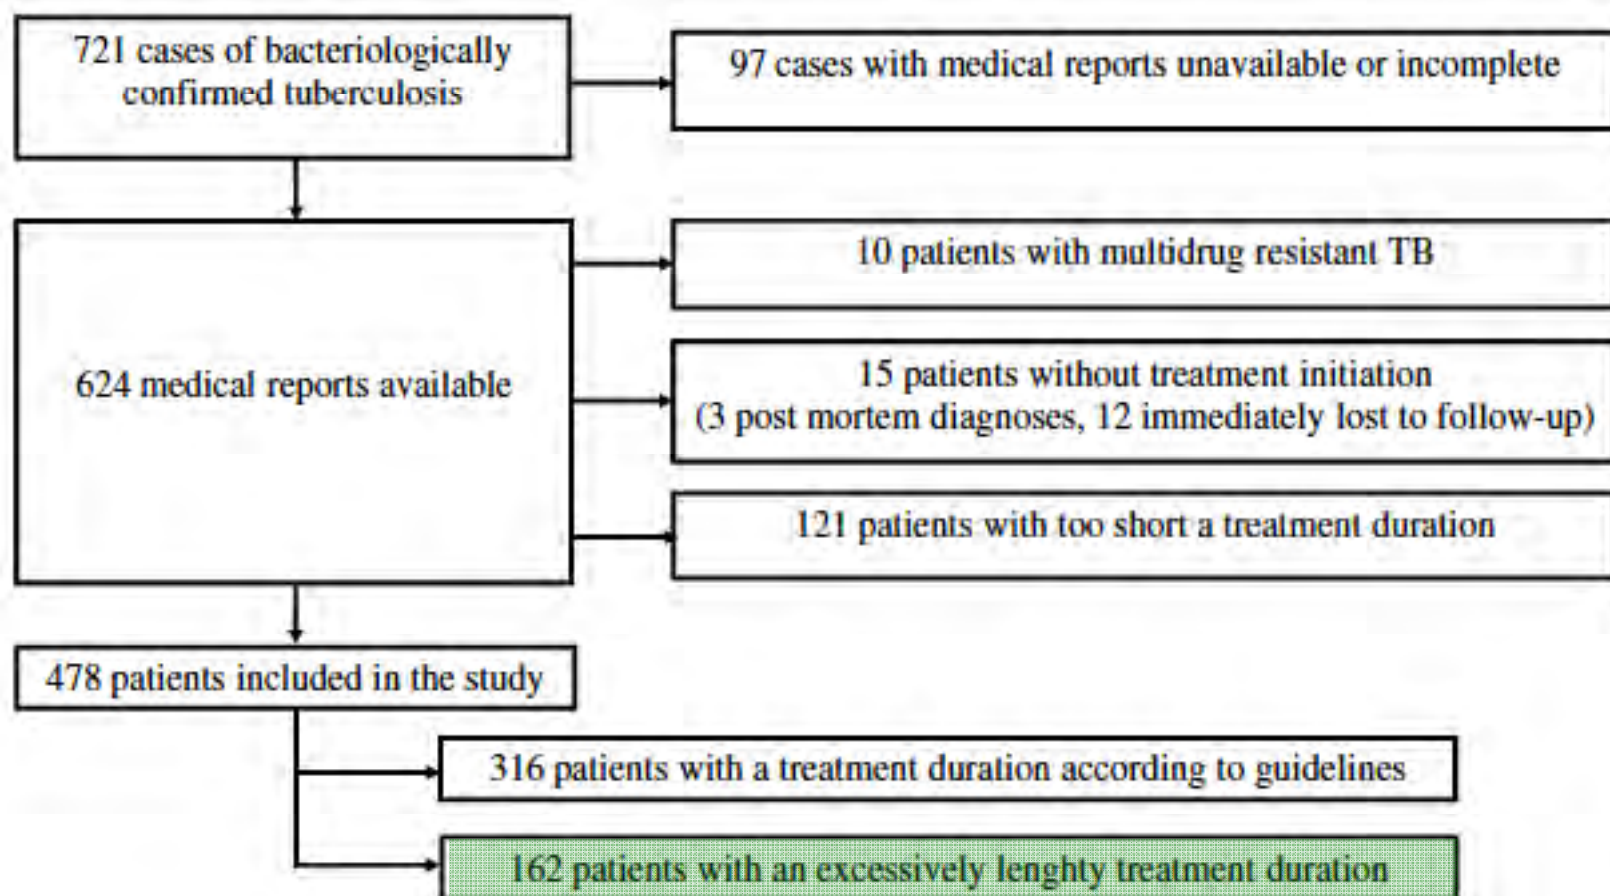 721 cases of bacteriologically
confirmed tuberculosis
97 cases with medical reports unavailable or incomplete
624 medical reports available
10 patients with multidrug resistant TB
15 patients without treatment initiation
(3 post mortem diagnoses, 12 immediately lost to follow-up)
121 patients with too short a treatment duration
478 patients included in the study
316 patients with a treatment duration according to guidelines
162 patients with an excessively lenghty treatment duration